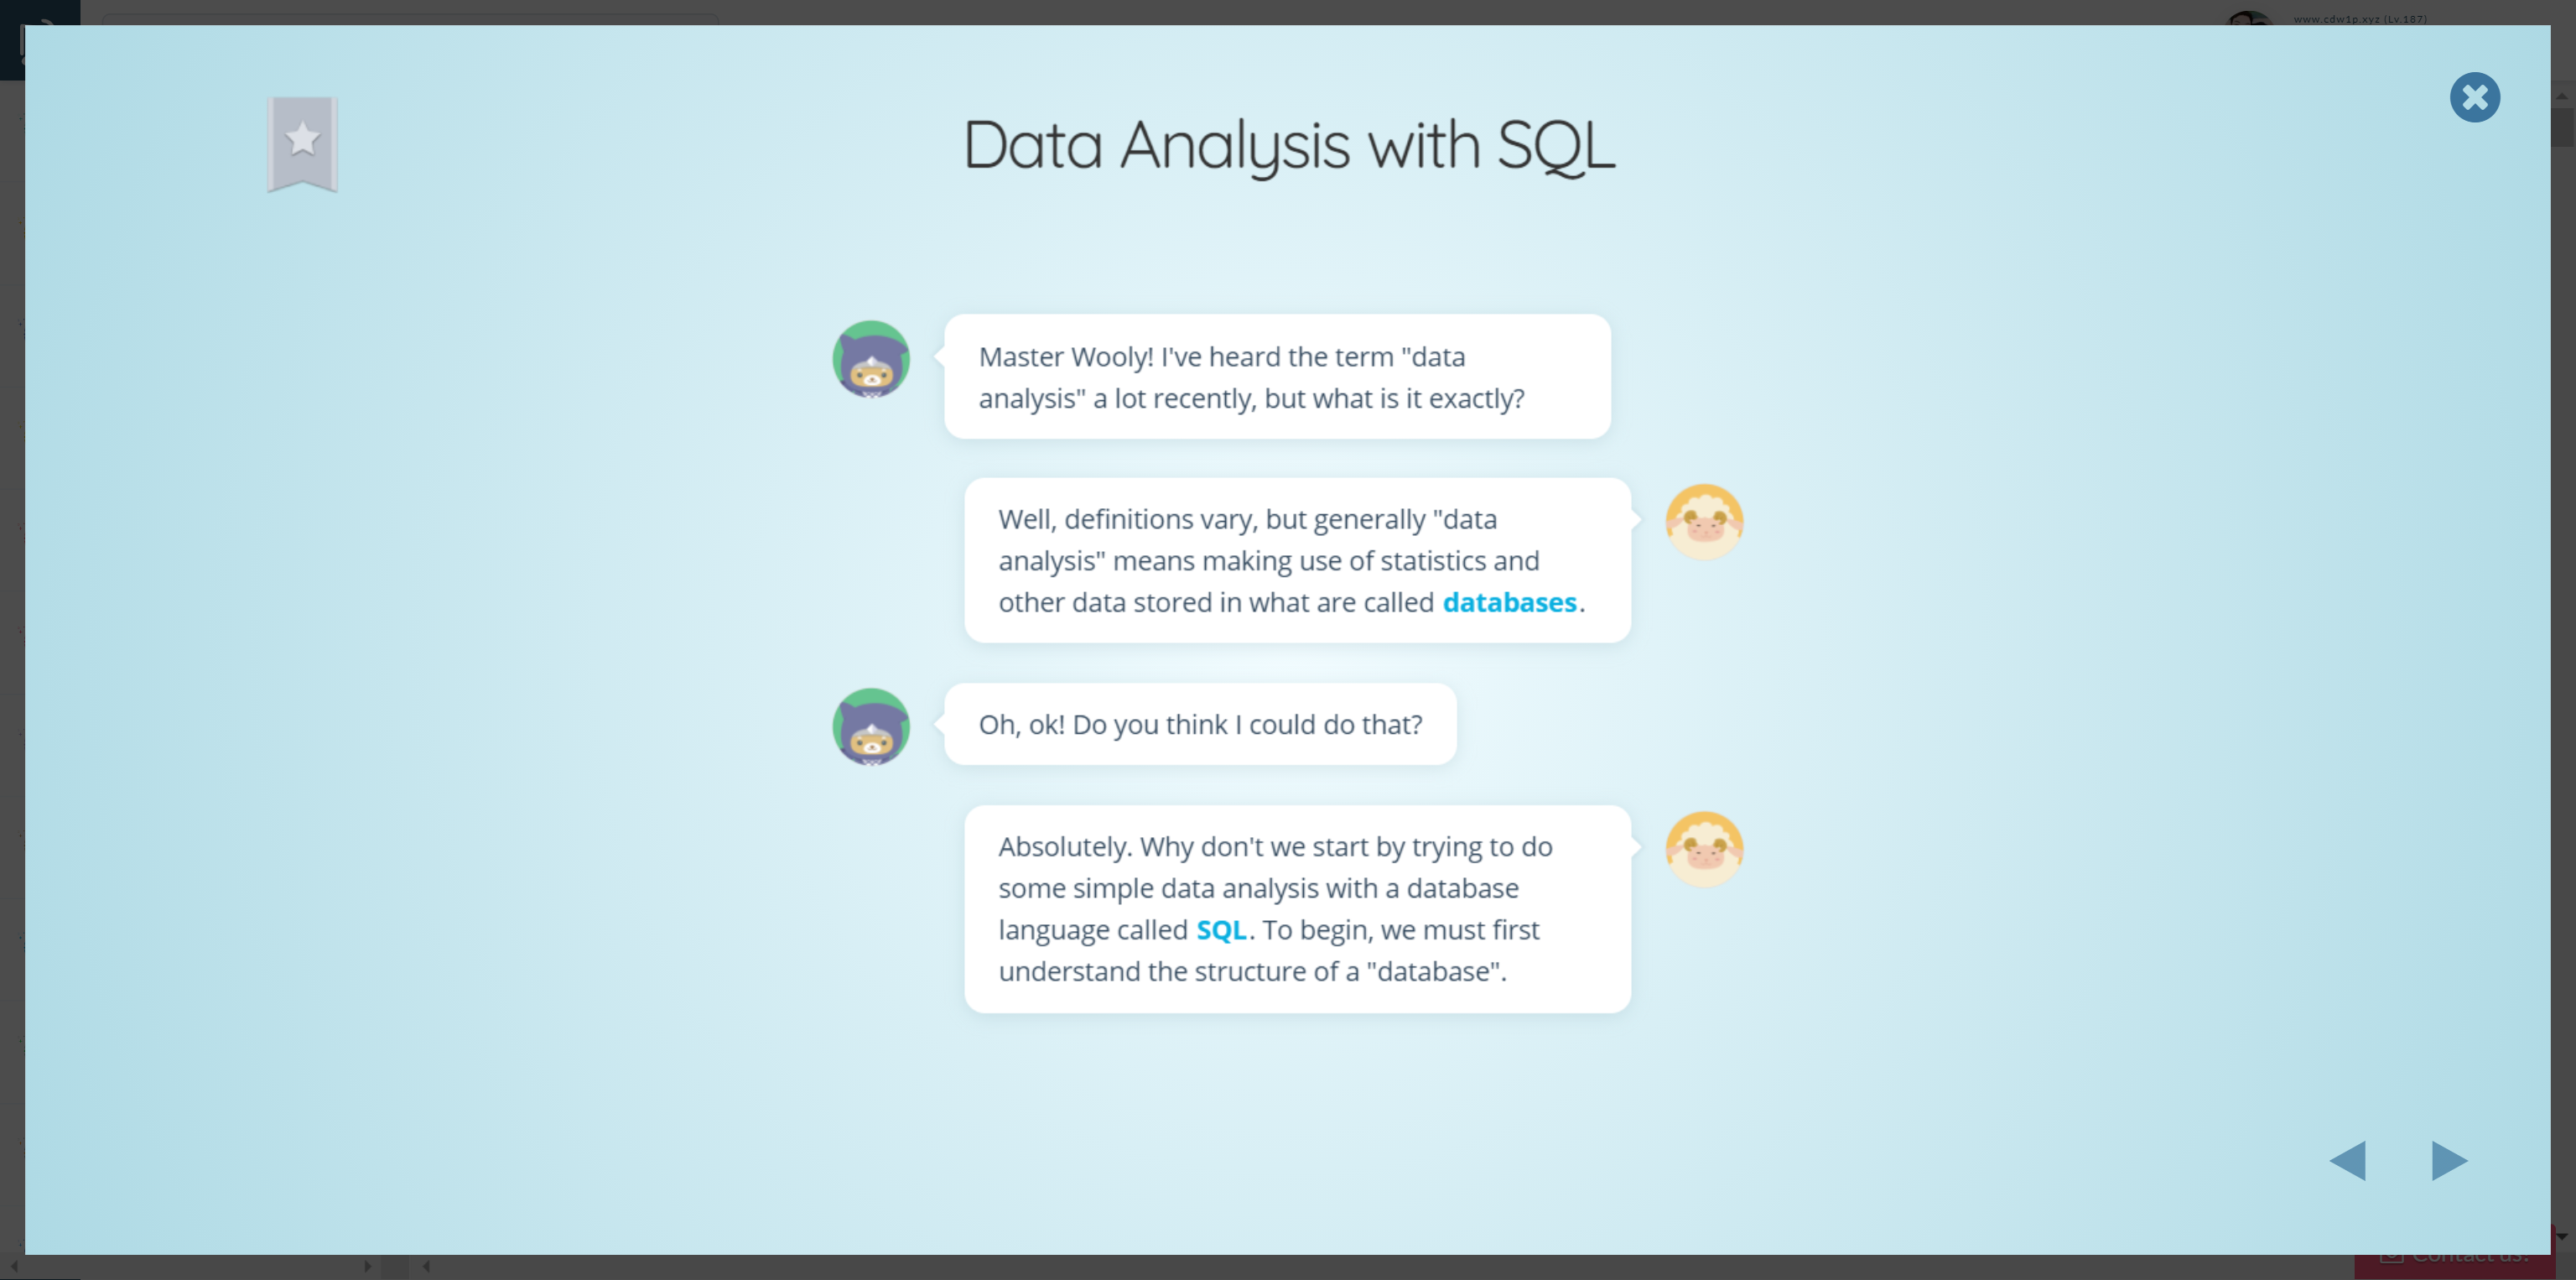 www.cdw1p.xyz (Lv.187)
Data Analysis with SQL
Master Wooly! I've heard the term "data
analysis" a lot recently, but what is it exactly?
Well, definitions vary, but generally "data
analysis" means making use of statistics and
other data stored in what are called databases.
Oh, ok! Do you think I could do that?
Absolutely. Why don't we start by trying to do
some simple data analysis with a database
language called SQL. To begin, we must first
understand the structure of a "database".
Contact us!